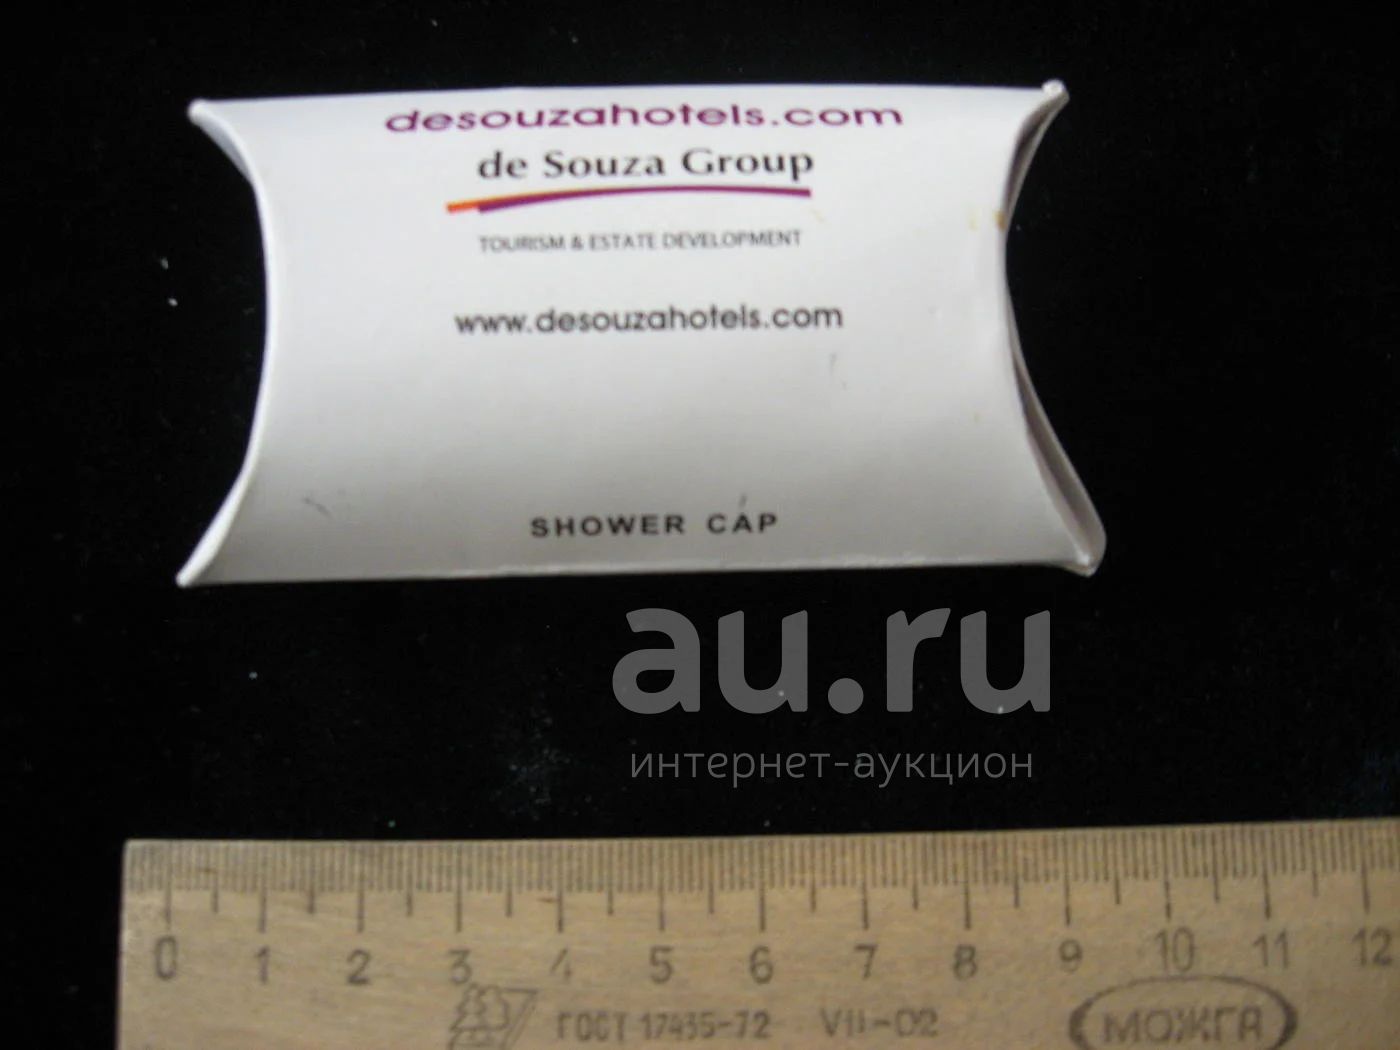 desouzahotels.com
de Souza Group
TOURISM & ESTATE DEVELOPMENT
www.desouzahotels.com
SHOWER CAP
au.ru
интернет-аукцион
0 1 2 3 4 5 6 7 8 9 10 11 12
ГОСТ 17435-72 VII-02 МОЖГА